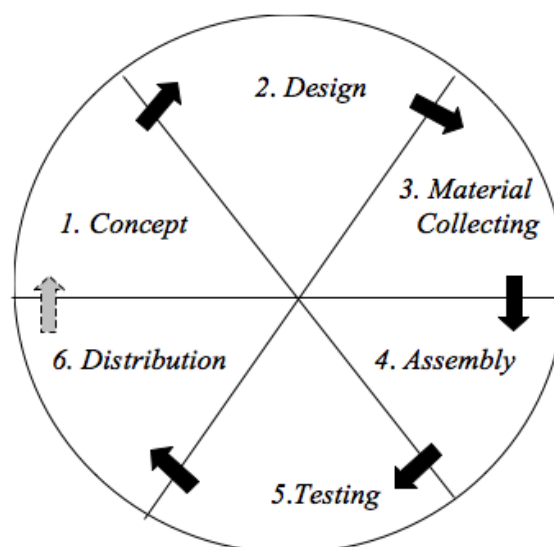 1. Concept
2. Design
3. Material
Collecting
4. Assembly
5.Testing
6. Distribution